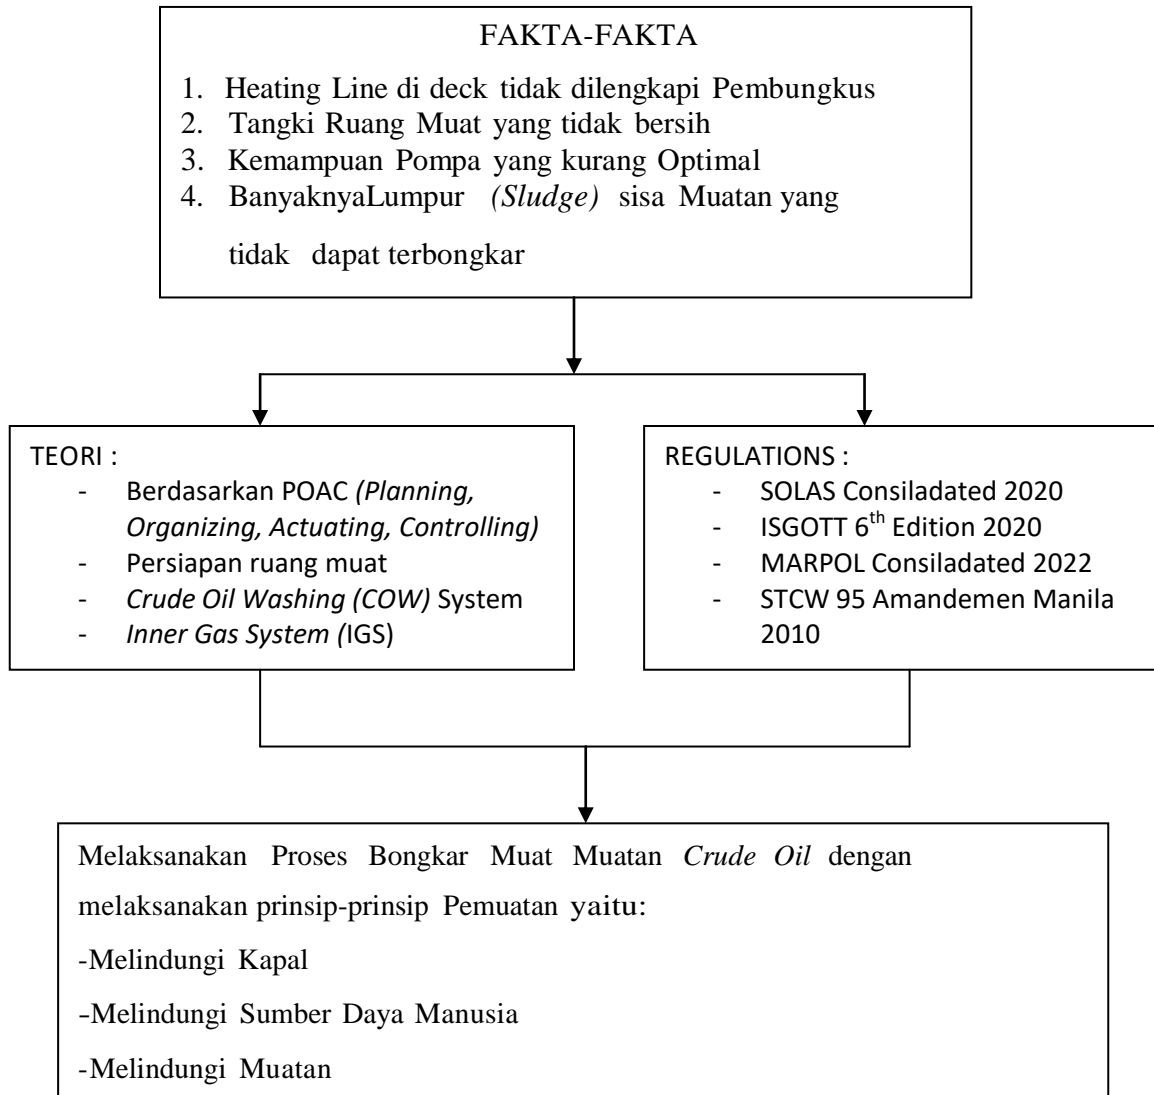 FAKTA-FAKTA
1. Heating Line di deck tidak dilengkapi Pembungkus
2. Tangki Ruang Muat yang tidak bersih
3. Kemampuan Pompa yang kurang Optimal
4. BanyaknyaLumpur (Sludge) sisa Muatan yang
tidak dapat terbongkar
TEORI :
- Berdasarkan POAC (Planning,
Organizing, Actuating, Controlling)
- Persiapan ruang muat
- Crude Oil Washing (COW) System
- Inner Gas System (IGS)
REGULATIONS :
- SOLAS Consiladated 2020
- ISGOTT 6th Edition 2020
- MARPOL Consiladated 2022
- STCW 95 Amandemen Manila
2010
Melaksanakan Proses Bongkar Muat Muatan Crude Oil dengan
melaksanakan prinsip-prinsip Pemuatan yaitu:
-Melindungi Kapal
-Melindungi Sumber Daya Manusia
-Melindungi Muatan